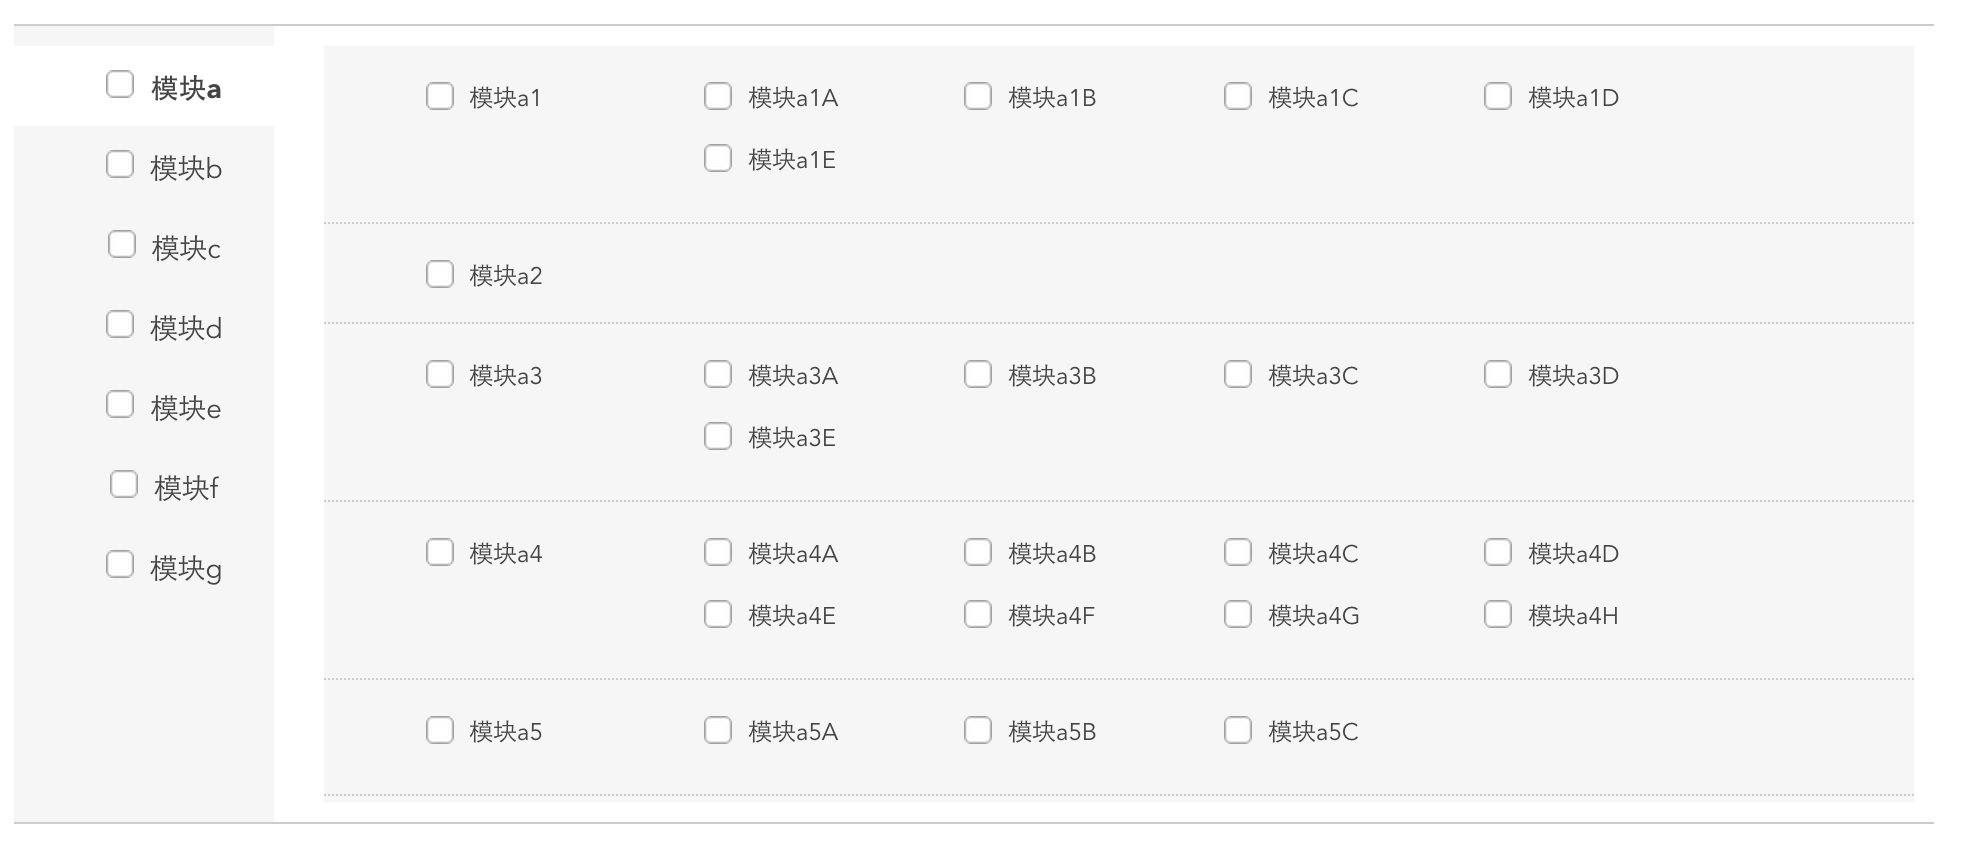 模块a
模块b
模块c
模块d
模块e
模块f
模块g
模块a1 模块a1A 模块a1B 模块a1C 模块a1D
模块a1E
模块a2
模块a3 模块a3A 模块a3B 模块a3C 模块a3D
模块a3E
模块a4 模块a4A 模块a4B 模块a4C 模块a4D
模块a4E 模块a4F 模块a4G 模块a4H
模块a5 模块a5A 模块a5B 模块a5C